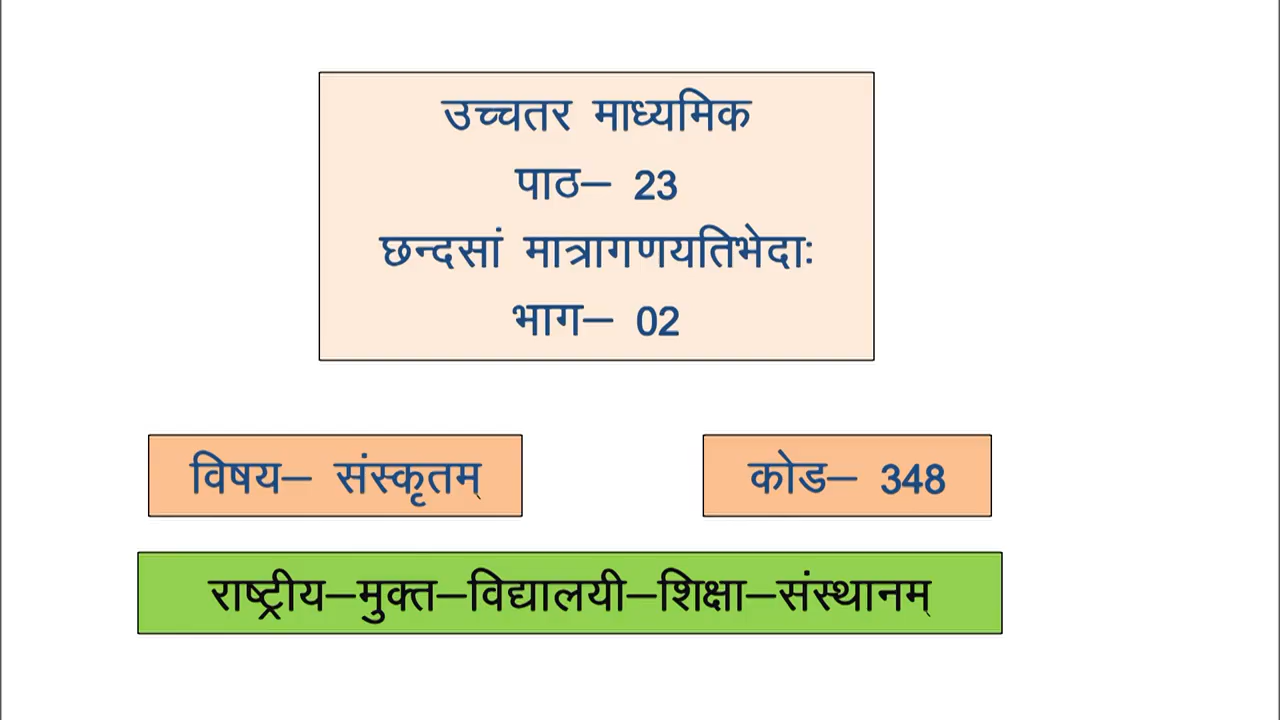 उच्चतर माध्यमिक
पाठ– 23
छन्दसां मात्रागणयतिभेदाः
भाग– 02
विषय– संस्कृतम्
कोड– 348
राष्ट्रीय–मुक्त–विद्यालयी–शिक्षा–संस्थानम्